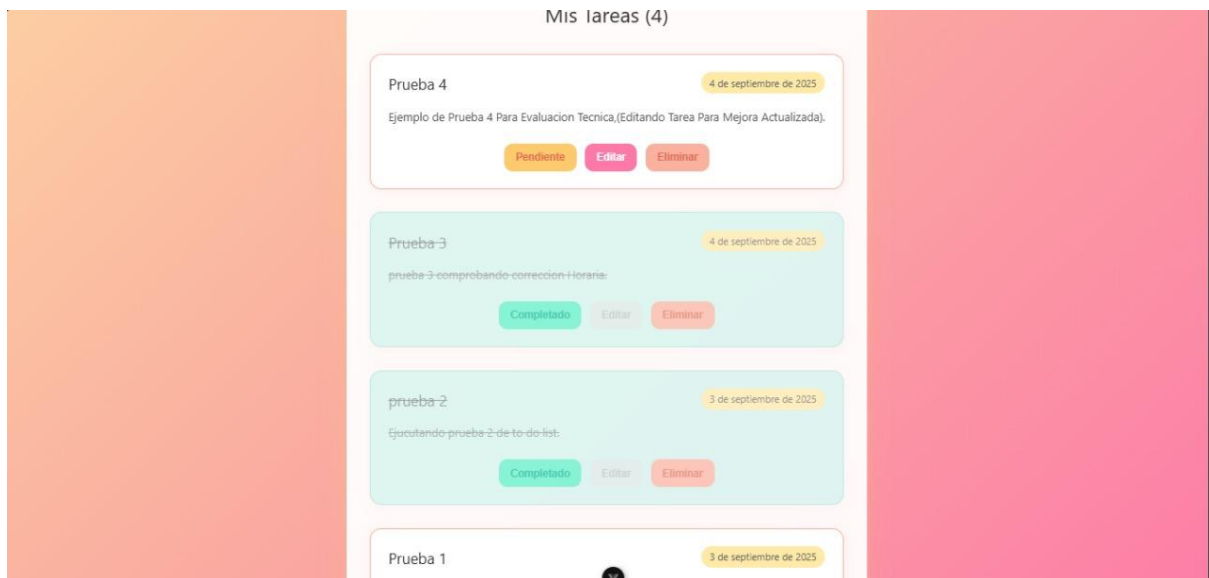 Mis Tareas (4)
Prueba 4
4 de septiembre de 2025
Ejemplo de Prueba 4 Para Evaluacion Tecnica,(Editando Tarea Para Mejora Actualizada).
Pendiente Editar Eliminar
Prueba 3
4 de septiembre de 2025
prueba 3 comprobando correccion Horaria.
Completado Editar Eliminar
prueba 2
3 de septiembre de 2025
Ejucutando prueba 2 de to do list.
Completado Editar Eliminar
Prueba 1
3 de septiembre de 2025